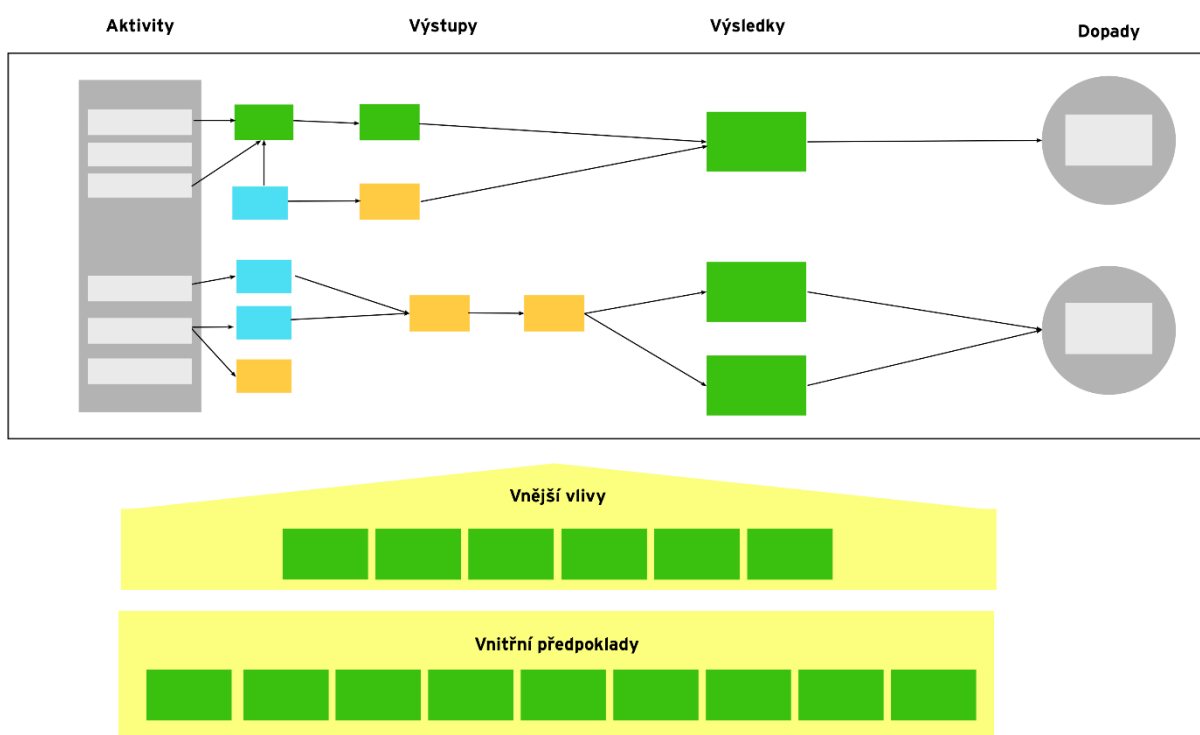 Aktivity
Výstupy
Výsledky
Dopady
Vnější vlivy
Vnitřní předpoklady